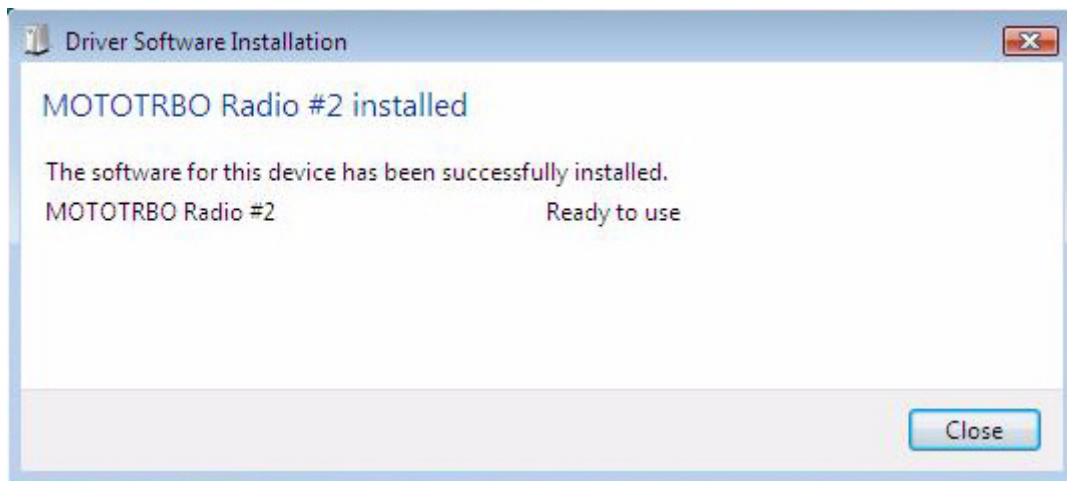 Driver Software Installation
MOTOTRBO Radio #2 installed
The software for this device has been successfully installed.
MOTOTRBO Radio #2 Ready to use
Close